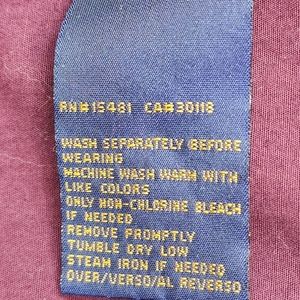 RN#15481 CA#30118
WASH SEPARATELY BEFORE
WEARING
MACHINE WASH WARM WITH
LIKE COLORS
ONLY NON-CHLORINE BLEACH
IF NEEDED
REMOVE PROMPTLY
TUMBLE DRY LOW
STEAM IRON IF NEEDED
OVER/VERSO/AL REVERSO